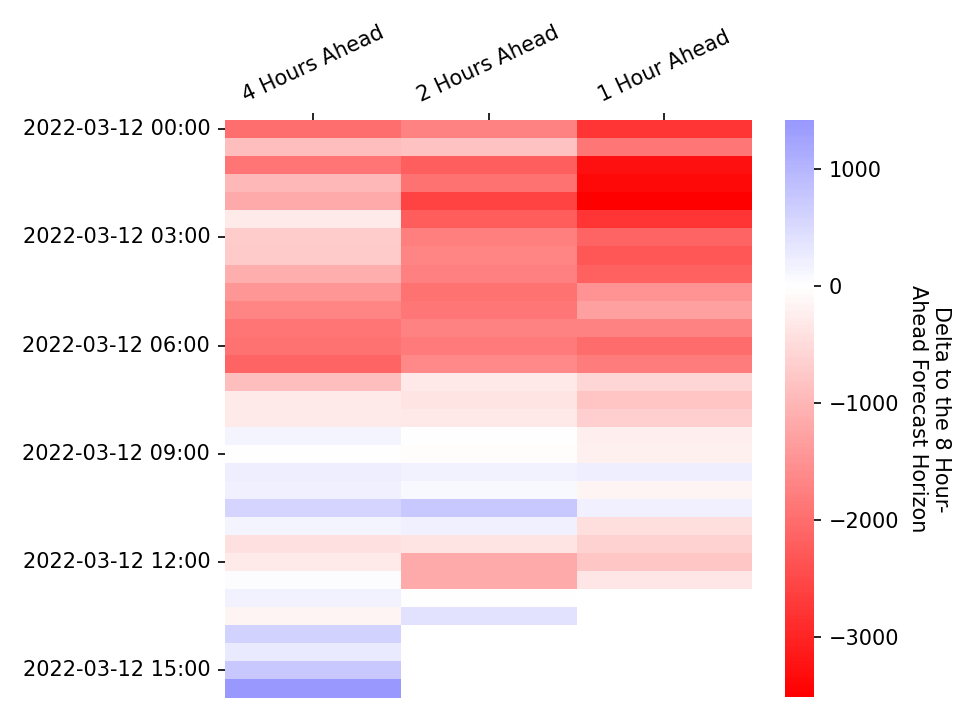 4 Hours Ahead
2 Hours Ahead
1 Hour Ahead
2022-03-12 00:00
2022-03-12 03:00
2022-03-12 06:00
2022-03-12 09:00
2022-03-12 12:00
2022-03-12 15:00
1000
0
−1000
−2000
−3000
Delta to the 8 Hour-
Ahead Forecast Horizon